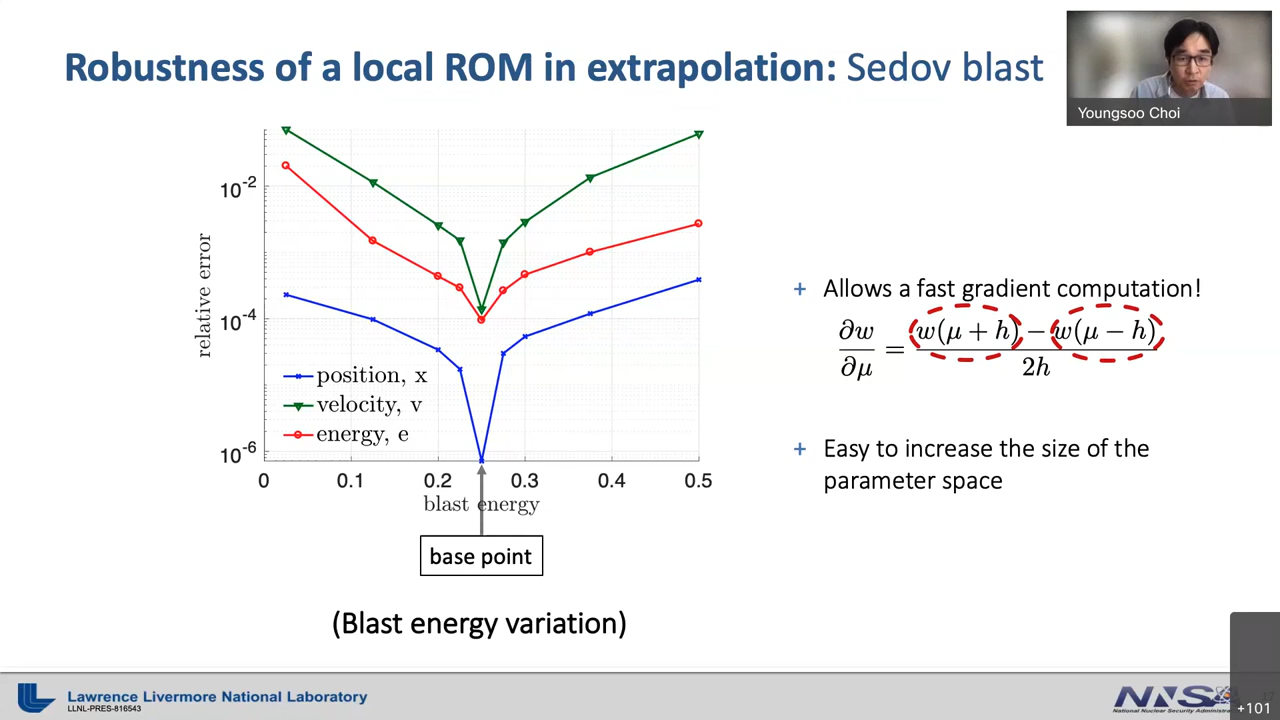 Robustness of a local ROM in extrapolation: Sedov blast
Youngsoo Choi
10^-2
10^-4
10^-6
relative error
position, x
velocity, v
energy, e
0 0.1 0.2 0.3 0.4 0.5
blast energy
base point
(Blast energy variation)
+ Allows a fast gradient computation!
∂w/∂μ = (w(μ + h) − w(μ − h))/2h
+ Easy to increase the size of the
parameter space
Lawrence Livermore National Laboratory
LLNL-PRES-816543
National Nuclear Security
+101